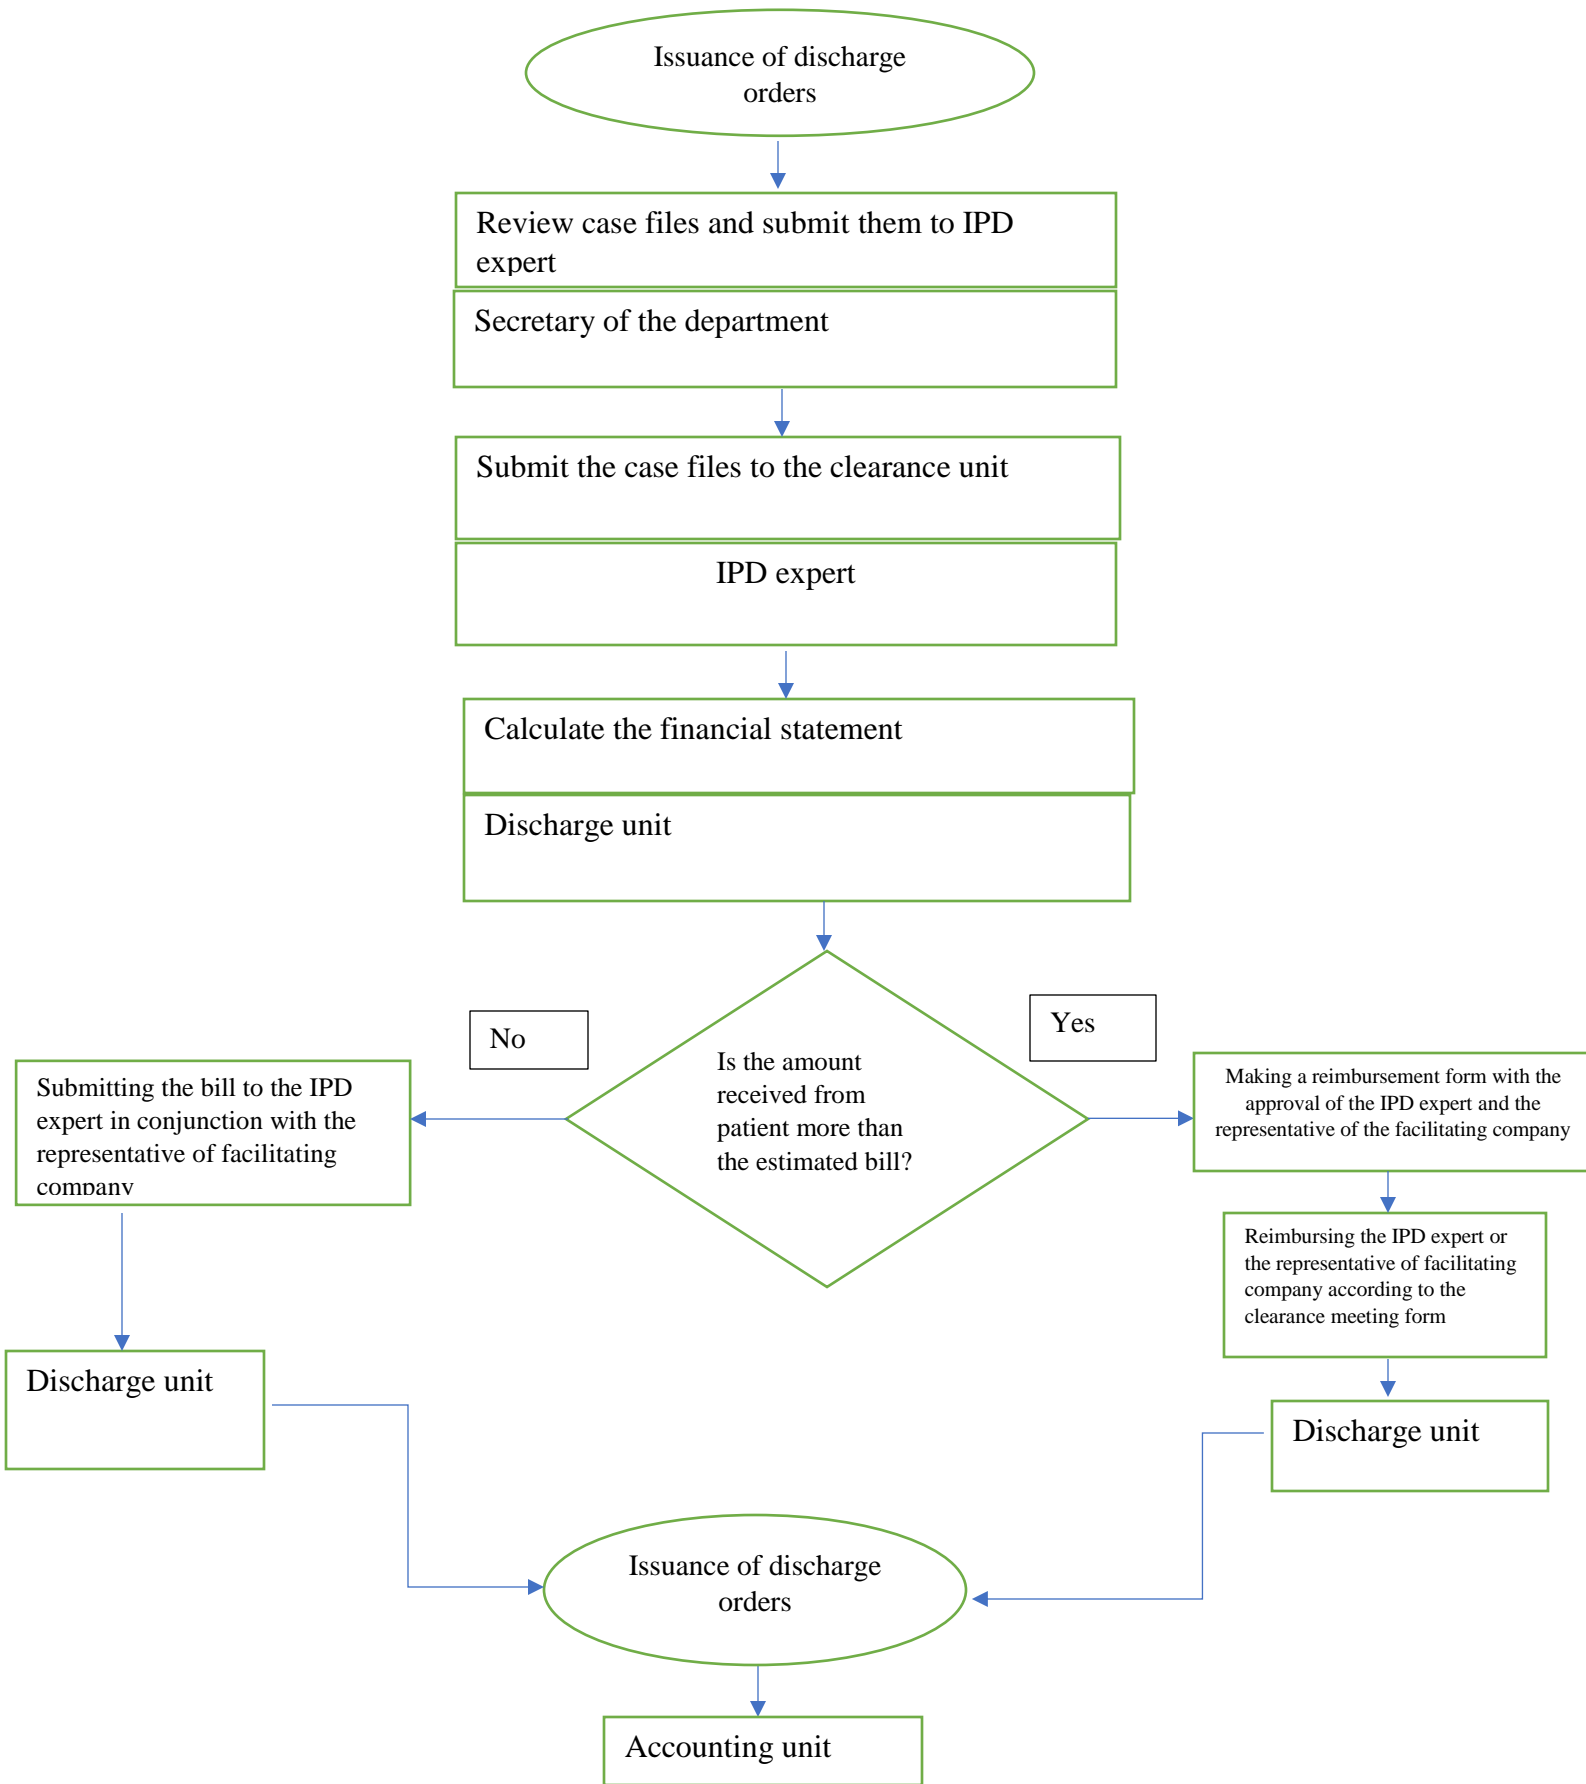 Issuance of discharge
orders
Review case files and submit them to IPD
expert
Secretary of the department
Submit the case files to the clearance unit
IPD expert
Calculate the financial statement
Discharge unit
No
Yes
Is the amount
received from
patient more than
the estimated bill?
Submitting the bill to the IPD
expert in conjunction with the
representative of facilitating
company
Making a reimbursement form with the
approval of the IPD expert and the
representative of the facilitating company
Reimbursing the IPD expert or
the representative of facilitating
company according to the
clearance meeting form
Discharge unit
Discharge unit
Issuance of discharge
orders
Accounting unit